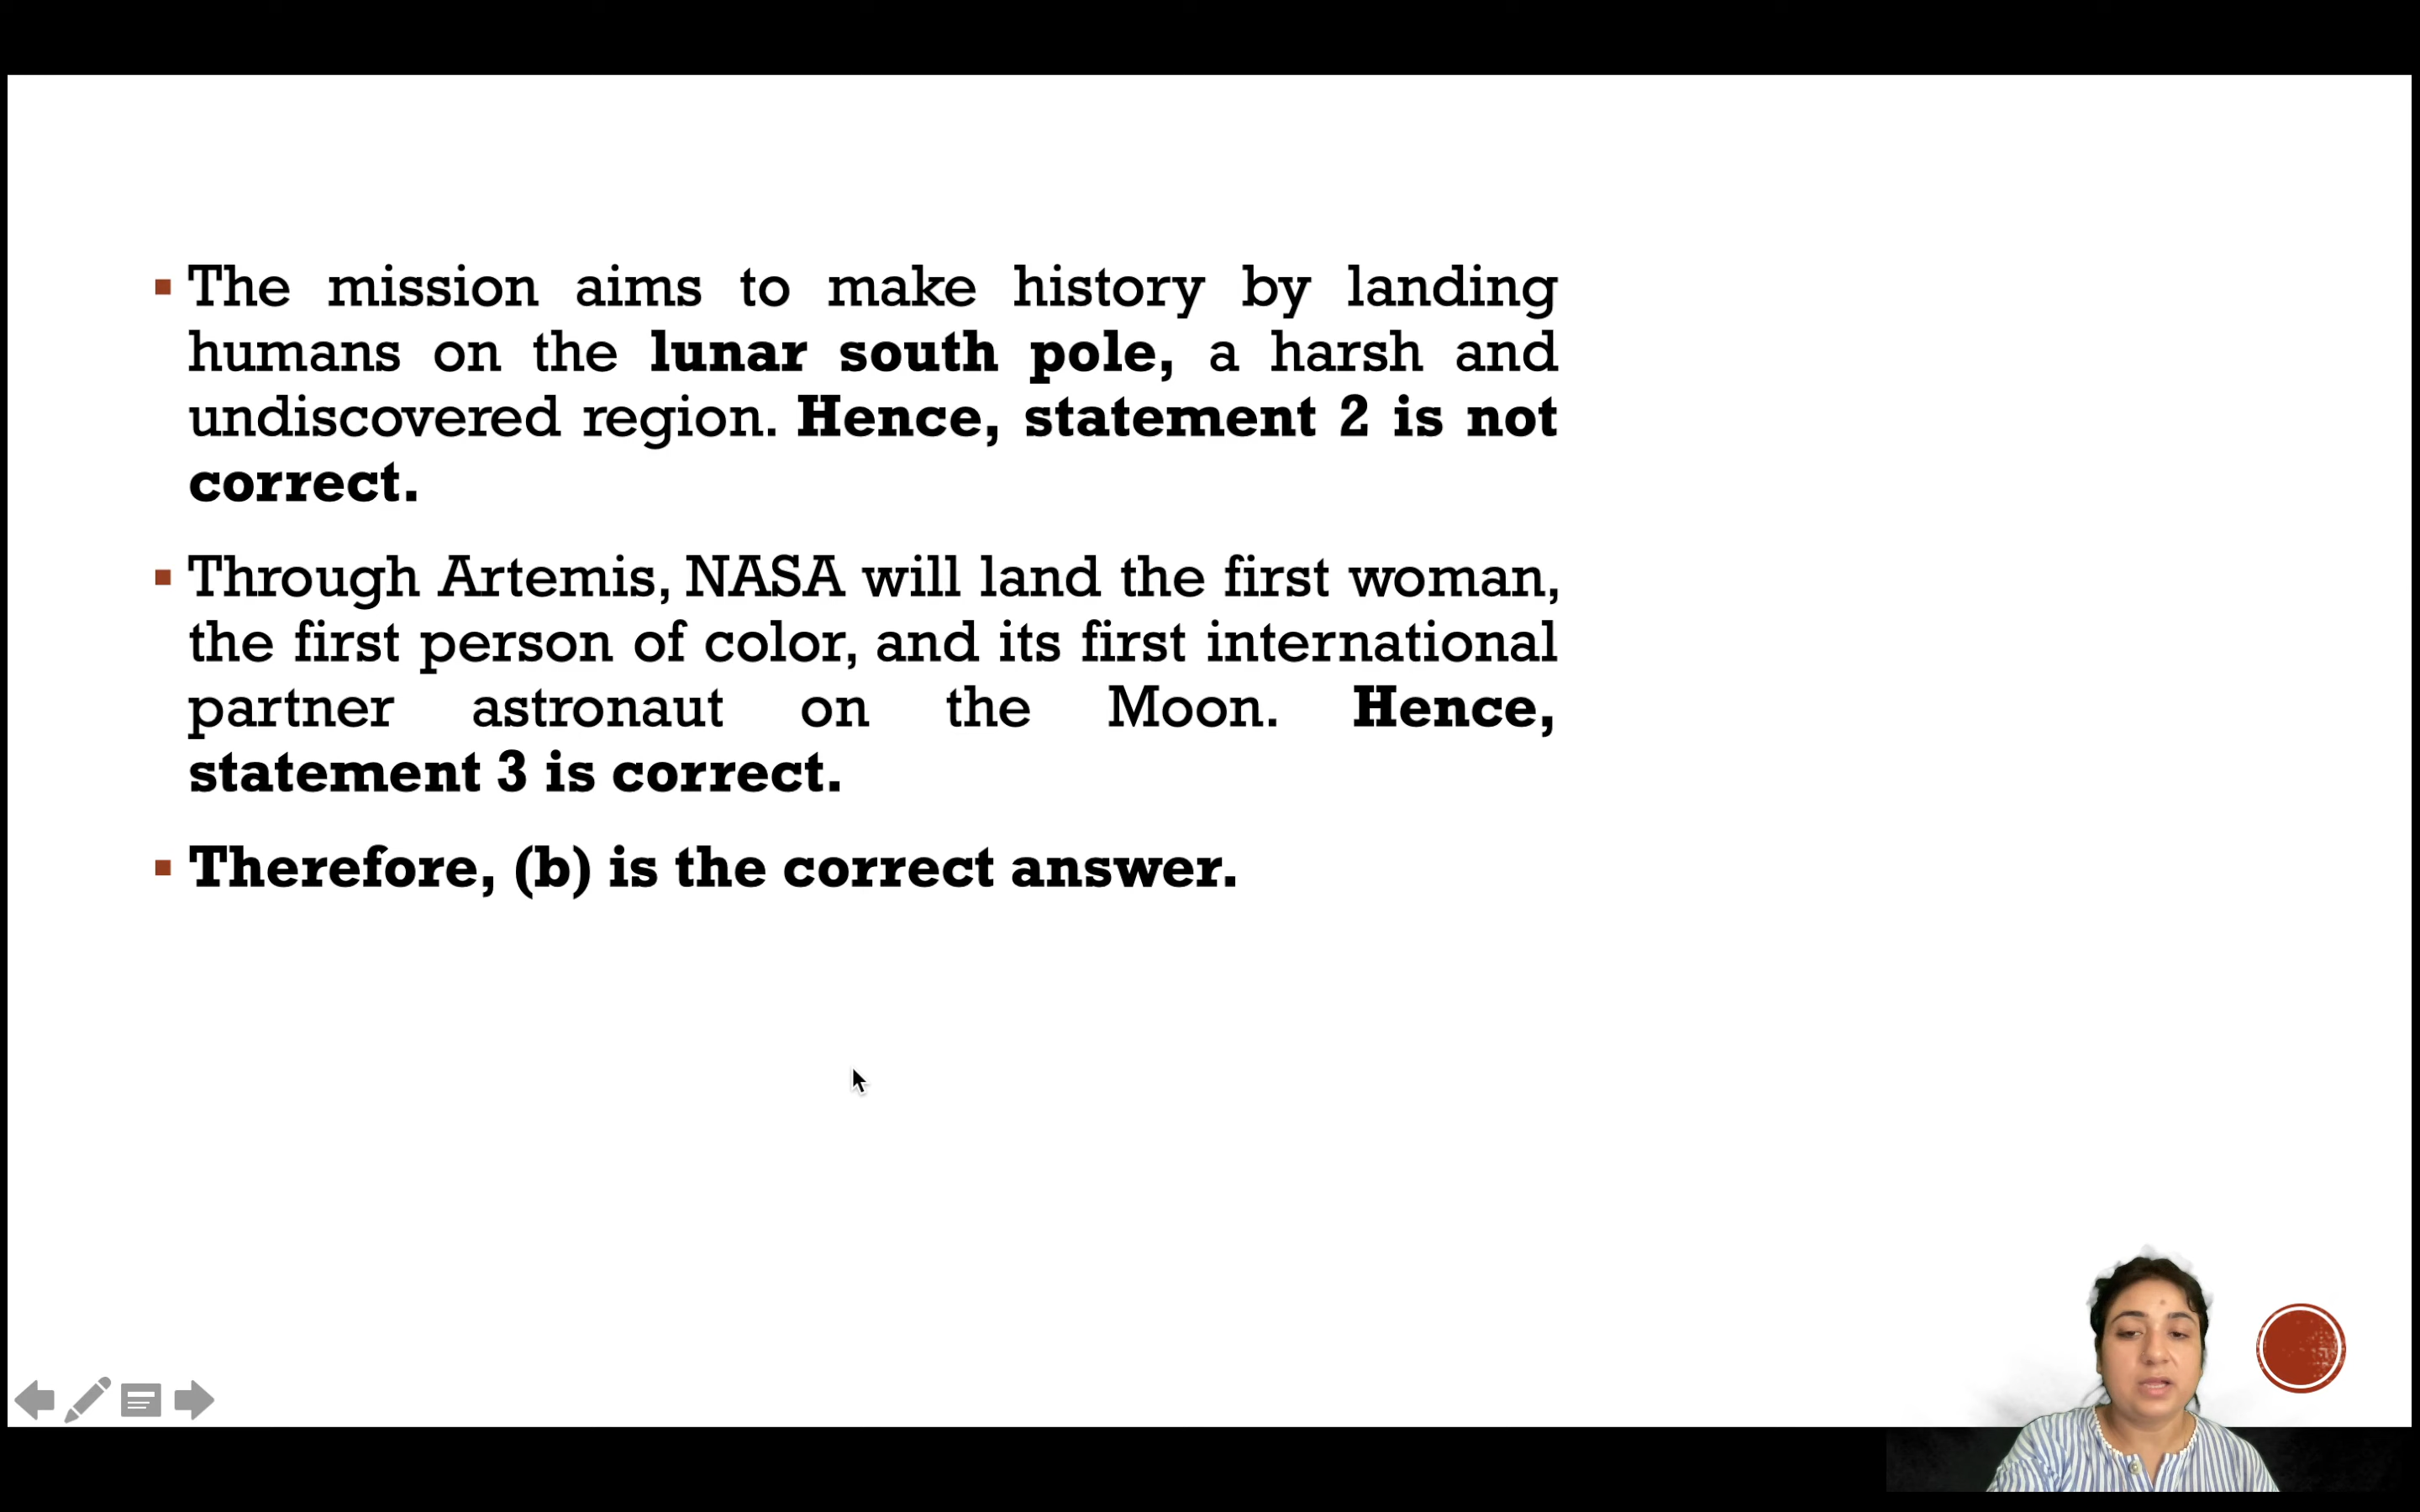 The mission aims to make history by landing
humans on the lunar south pole, a harsh and
undiscovered region. Hence, statement 2 is not
correct.
Through Artemis, NASA will land the first woman,
the first person of color, and its first international
partner astronaut on the Moon. Hence,
statement 3 is correct.
Therefore, (b) is the correct answer.